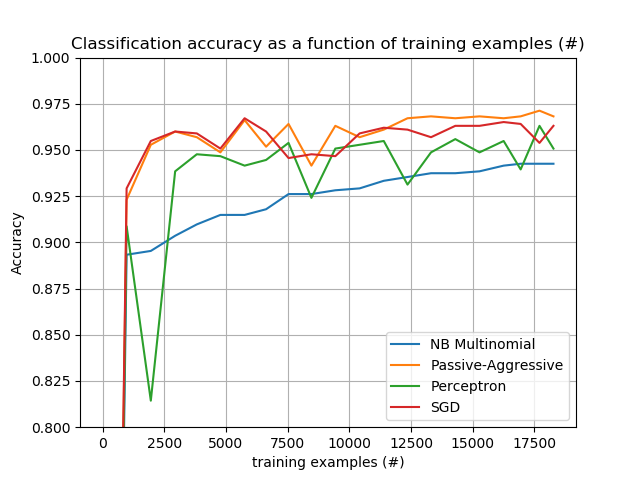 Classification accuracy as a function of training examples (#)
1.000
0.975
0.950
0.925
0.900
0.875
0.850
0.825
0.800
Accuracy
NB Multinomial
Passive-Aggressive
Perceptron
SGD
0 2500 5000 7500 10000 12500 15000 17500
training examples (#)